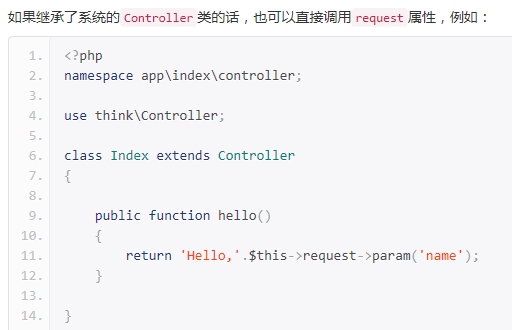 如果继承了系统的 Controller 类的话，也可以直接调用 request 属性，例如：
1. <?php
2. namespace app\index\controller;
3.
4. use think\Controller;
5.
6. class Index extends Controller
7. {
8.
9.     public function hello()
10.     {
11.         return 'Hello,'.$this->request->param('name');
12.     }
13.
14. }